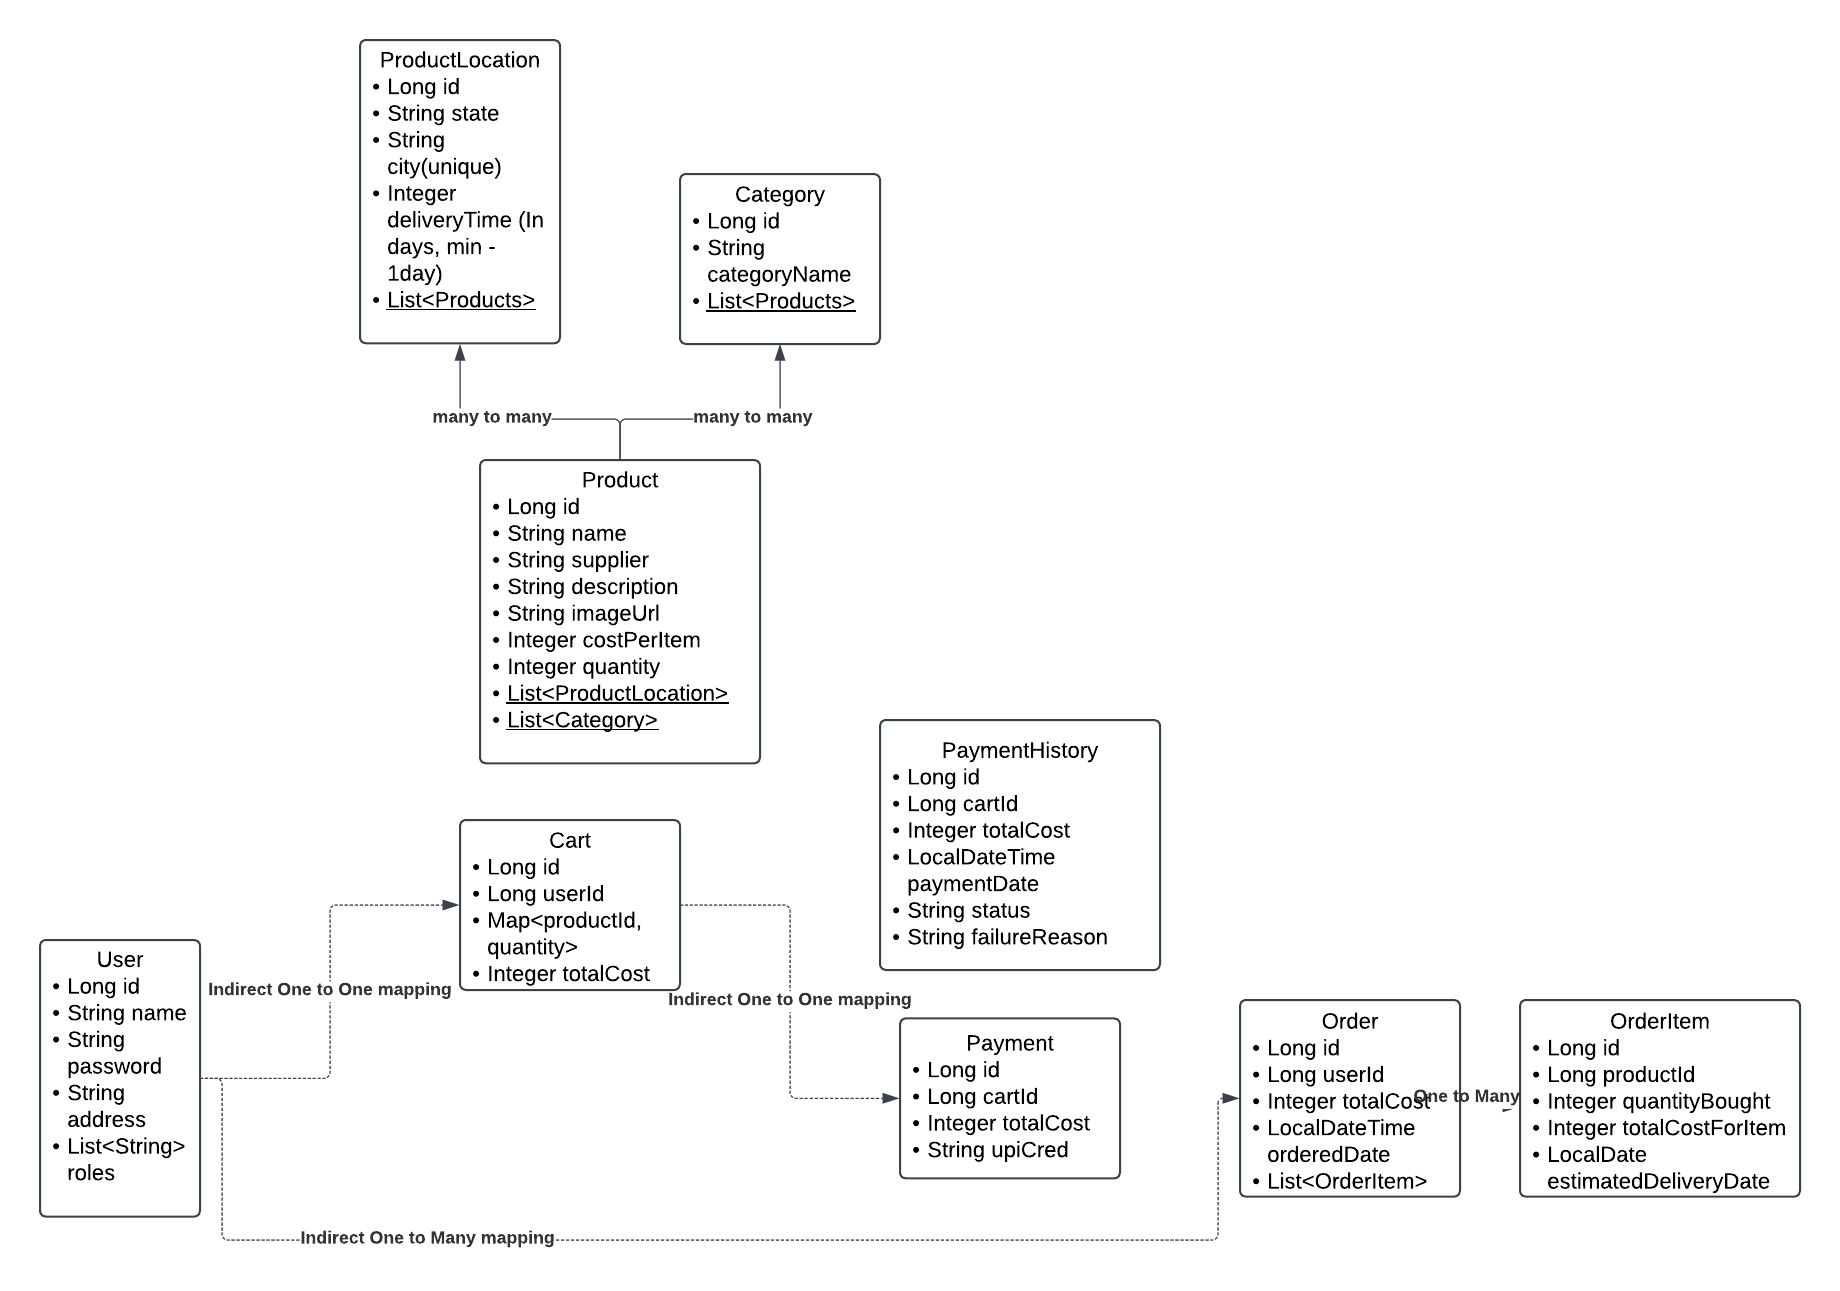 ProductLocation
• Long id
• String state
• String
city(unique)
• Integer
deliveryTime (In
days, min -
1day)
• List<Products>
Category
• Long id
• String
categoryName
• List<Products>
many to many
many to many
Product
• Long id
• String name
• String supplier
• String description
• String imageUrl
• Integer costPerItem
• Integer quantity
• List<ProductLocation>
• List<Category>
PaymentHistory
• Long id
• Long cartId
• Integer totalCost
• LocalDateTime
paymentDate
• String status
• String failureReason
Cart
• Long id
• Long userId
• Map<productId,
quantity>
• Integer totalCost
User
• Long id
• String name
• String
password
• String
address
• List<String>
roles
Indirect One to One mapping
Indirect One to One mapping
Payment
• Long id
• Long cartId
• Integer totalCost
• String upiCred
Order
• Long id
• Long userId
• Integer totalCost
• LocalDateTime
orderedDate
• List<OrderItem>
One to Many
OrderItem
• Long id
• Long productId
• Integer quantityBought
• Integer totalCostForItem
• LocalDate
estimatedDeliveryDate
Indirect One to Many mapping